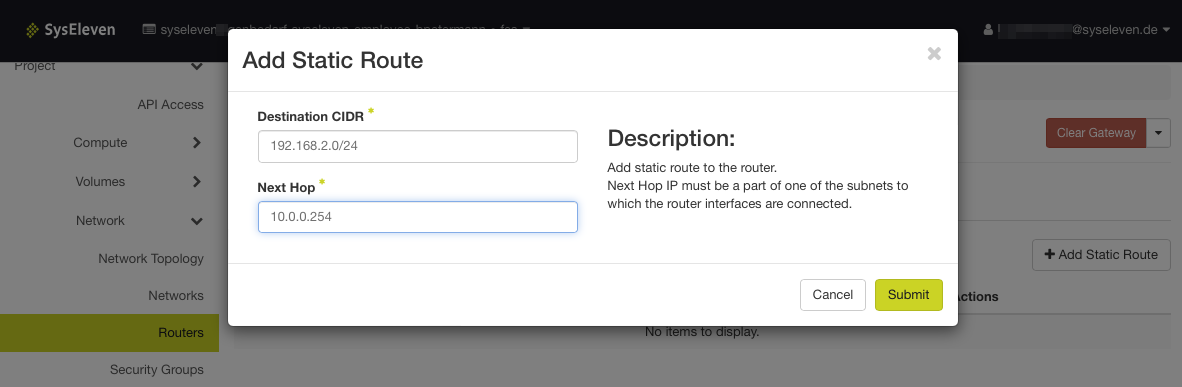 SysEleven
@syseleven.de
Project
API Access
Compute
Volumes
Network
Network Topology
Networks
Routers
Security Groups
Add Static Route
×
Destination CIDR *
192.168.2.0/24
Next Hop *
10.0.0.254
Description:
Add static route to the router.
Next Hop IP must be a part of one of the subnets to
which the router interfaces are connected.
Cancel
Submit
Clear Gateway
+ Add Static Route
Actions
No items to display.